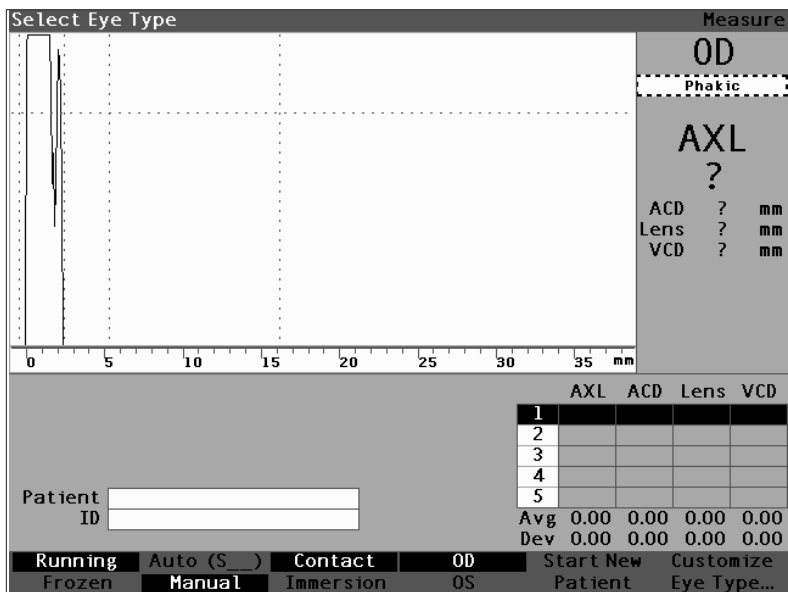 Select Eye Type Measure
OD
Phakic
AXL
?
ACD ? mm
Lens ? mm
VCD ? mm
0 5 10 15 20 25 30 35 mm
AXL ACD Lens VCD
1
2
3
4
5
Avg 0.00 0.00 0.00 0.00
Dev 0.00 0.00 0.00 0.00
Patient
ID
Running Auto (S__) Contact OD Start New Customize
Frozen Manual Immersion OS Patient Eye Type...